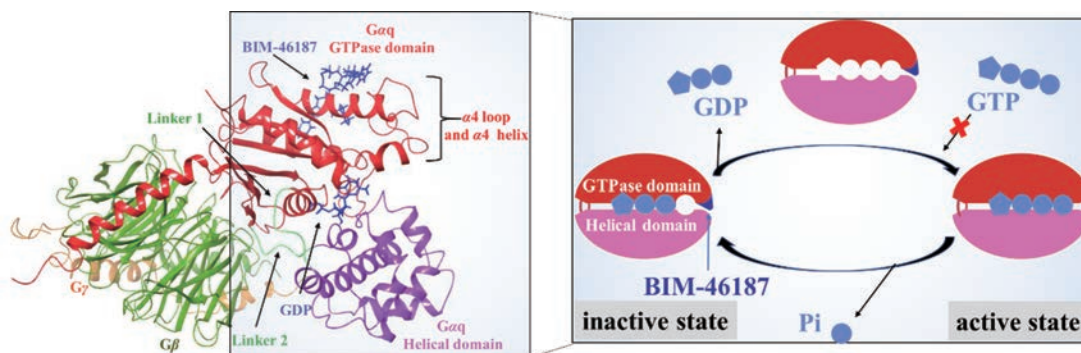 Gαq
GTPase domain
BIM-46187
Linker 1
α4 loop
and α4 helix
Gγ
Gβ
Linker 2
GDP
Gαq
Helical domain
GDP
GTP
GTPase domain
Helical domain
BIM-46187
inactive state
Pi
active state